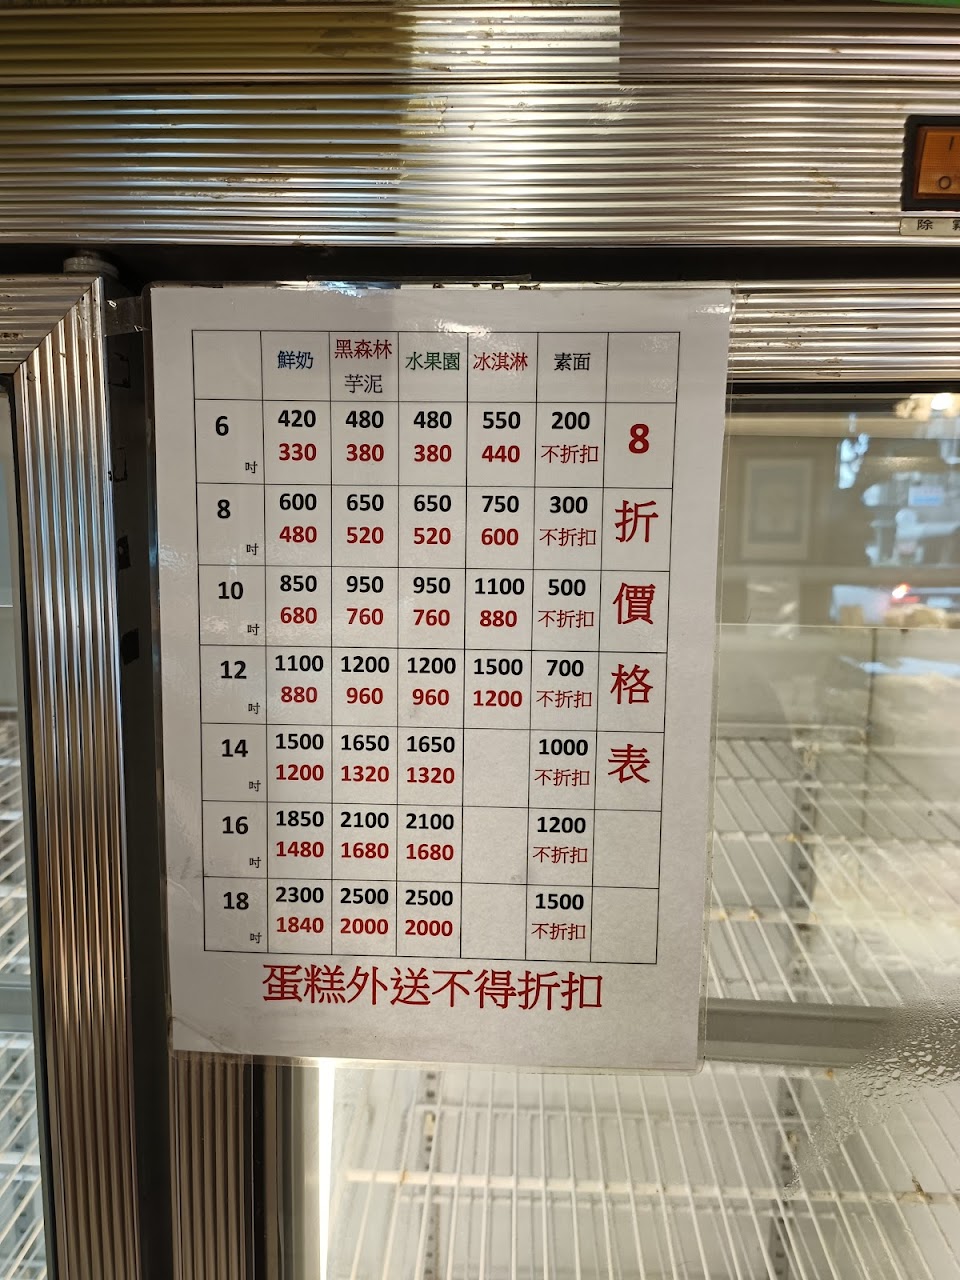 除
鮮奶 黑森林 水果園 冰淇淋 素面
芋泥
6 吋 420 480 480 550 200 8
330 380 380 440 不折扣
8 吋 600 650 650 750 300 折
480 520 520 600 不折扣
10 吋 850 950 950 1100 500 價
680 760 760 880 不折扣
12 吋 1100 1200 1200 1500 700 格
880 960 960 1200 不折扣
14 吋 1500 1650 1650 1000 表
1200 1320 1320 不折扣
16 吋 1850 2100 2100 1200
1480 1680 1680 不折扣
18 吋 2300 2500 2500 1500
1840 2000 2000 不折扣
蛋糕外送不得折扣